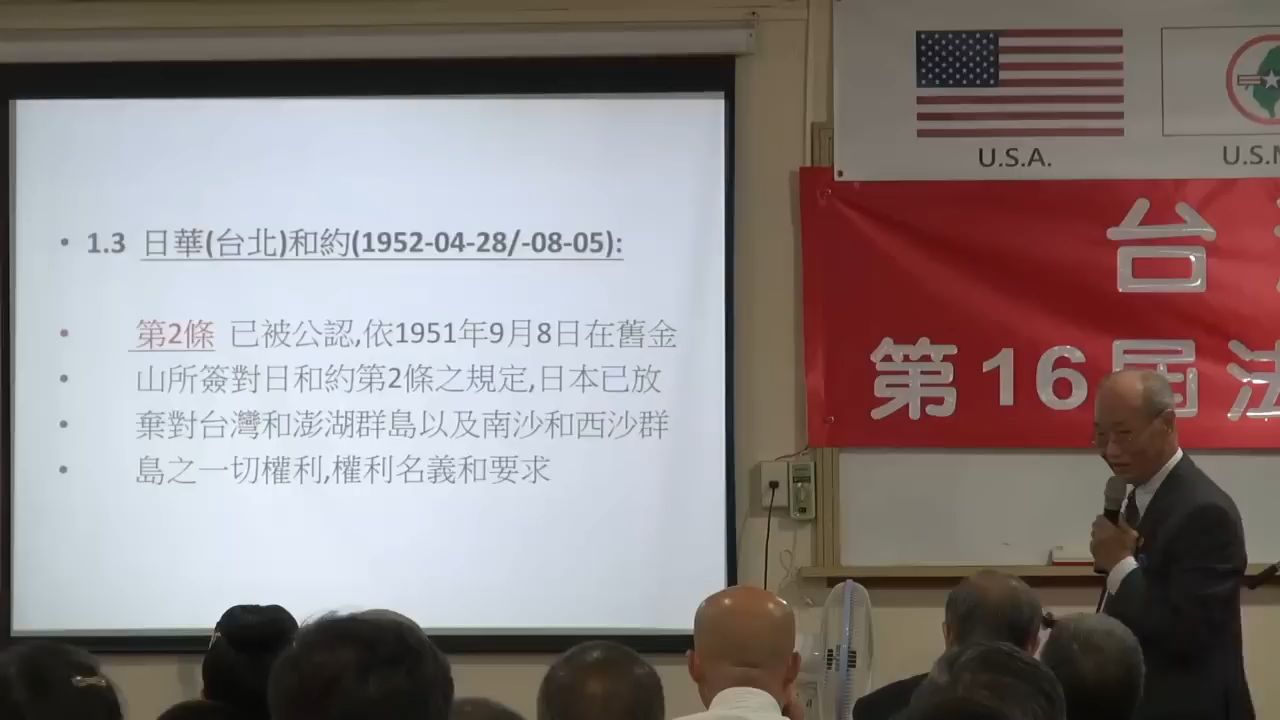 • 1.3 日華(台北)和約(1952-04-28/-08-05):
• 第2條 已被公認,依1951年9月8日在舊金
• 山所簽對日和約第2條之規定,日本已放
• 棄對台灣和澎湖群島以及南沙和西沙群
• 島之一切權利,權利名義和要求
U.S.A.
U.S.
台
第16屆法